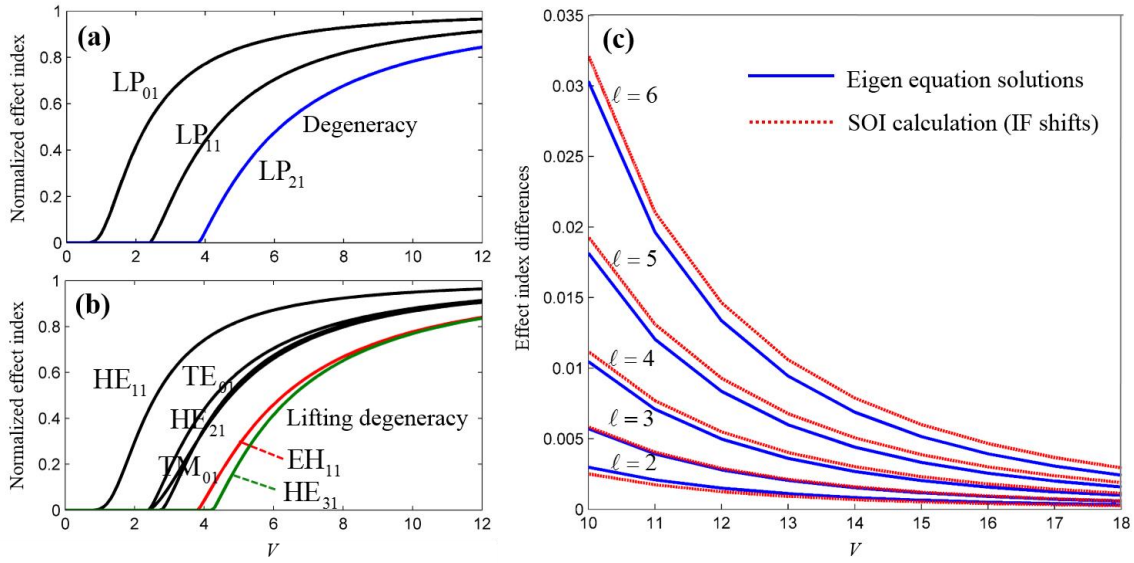 (a)
Normalized effect index
1
0.8
0.6
0.4
0.2
0
LP01
LP11
LP21
Degeneracy
0 2 4 6 8 10 12
(b)
Normalized effect index
1
0.8
0.6
0.4
0.2
0
HE11
TE01
HE21
TM01
Lifting degeneracy
EH11
HE31
0 2 4 6 8 10 12
V
(c)
Effect index differences
0.035
0.03
0.025
0.02
0.015
0.01
0.005
0
Eigen equation solutions
SOI calculation (IF shifts)
ℓ = 6
ℓ = 5
ℓ = 4
ℓ = 3
ℓ = 2
10 11 12 13 14 15 16 17 18
V